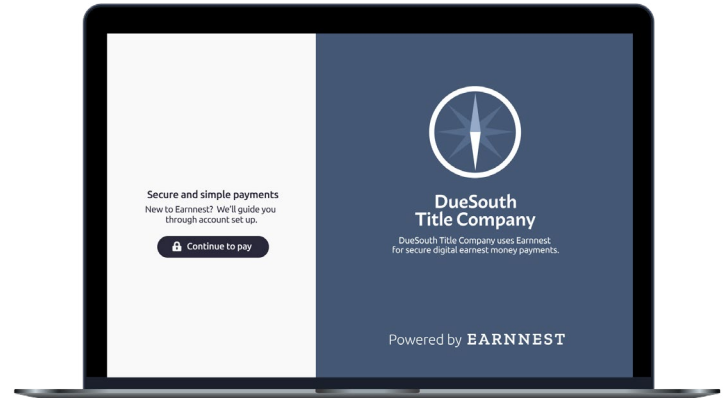 Secure and simple payments
New to Earnnest? We'll guide you
through account set up.
Continue to pay
DueSouth
Title Company
DueSouth Title Company uses Earnnest
for secure digital earnest money payments.
Powered by EARNNEST